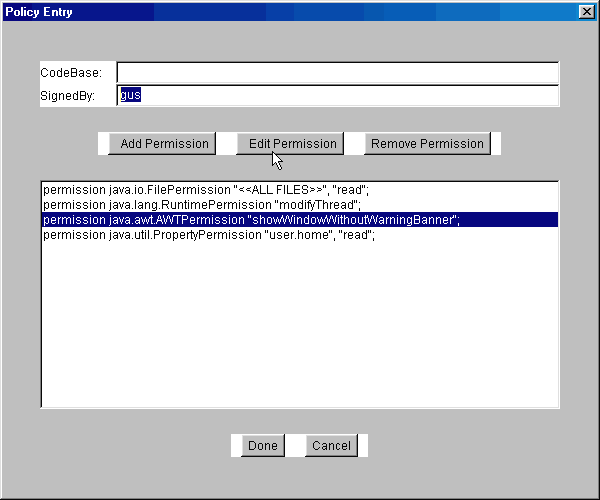 Policy Entry
CodeBase:
SignedBy: gus
Add Permission Edit Permission Remove Permission
permission java.io.FilePermission "<<ALL FILES>>", "read";
permission java.lang.RuntimePermission "modifyThread";
permission java.awt.AWTPermission "showWindowWithoutWarningBanner";
permission java.util.PropertyPermission "user.home", "read";
Done Cancel